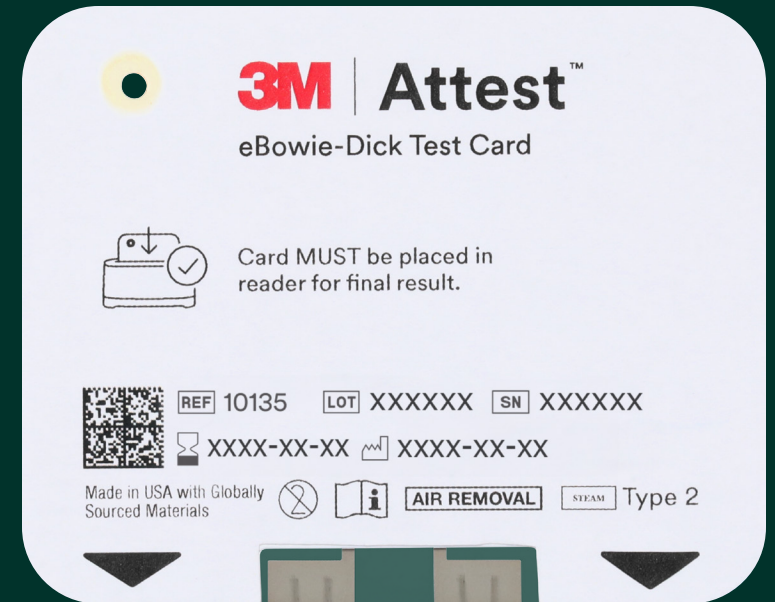 3M | Attest™
eBowie-Dick Test Card
Card MUST be placed in
reader for final result.
REF 10135 LOT XXXXXX SN XXXXXX
XXXX-XX-XX XXXX-XX-XX
Made in USA with Globally
Sourced Materials
2 i AIR REMOVAL STEAM Type 2